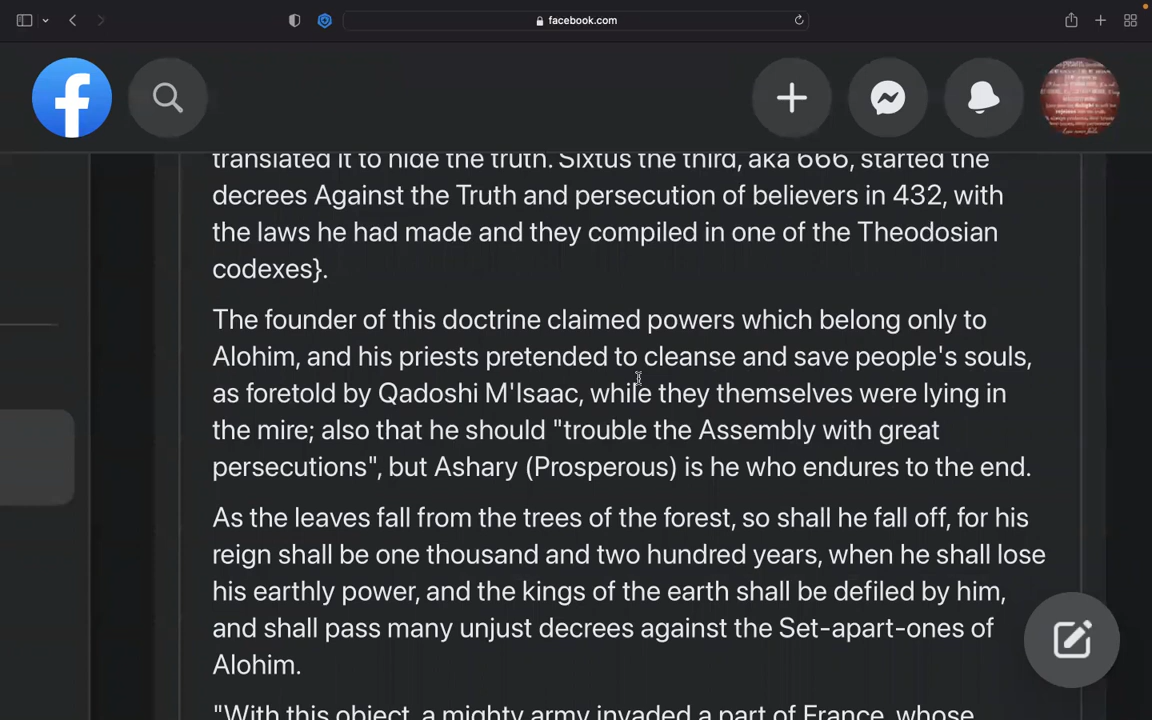 facebook.com
translated it to hide the truth. Sixtus the third, aka 666, started the
decrees Against the Truth and persecution of believers in 432, with
the laws he had made and they compiled in one of the Theodosian
codexes}.
The founder of this doctrine claimed powers which belong only to
Alohim, and his priests pretended to cleanse and save people's souls,
as foretold by Qadoshi M'Isaac, while they themselves were lying in
the mire; also that he should "trouble the Assembly with great
persecutions", but Ashary (Prosperous) is he who endures to the end.
As the leaves fall from the trees of the forest, so shall he fall off, for his
reign shall be one thousand and two hundred years, when he shall lose
his earthly power, and the kings of the earth shall be defiled by him,
and shall pass many unjust decrees against the Set-apart-ones of
Alohim.
"With this object, a mighty army invaded a part of France, whose